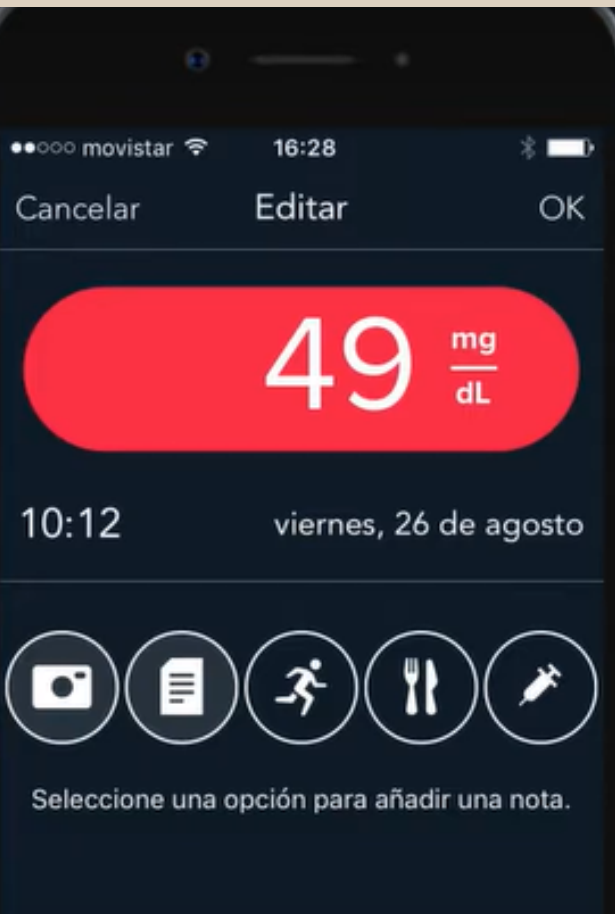 movistar 16:28
Cancelar Editar OK
49 mg/dL
10:12 viernes, 26 de agosto
Seleccione una opción para añadir una nota.